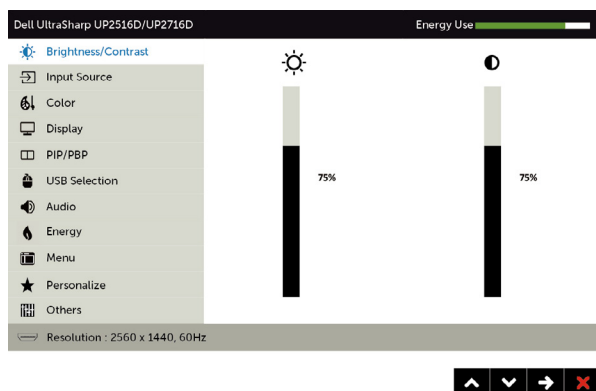 Dell UltraSharp UP2516D/UP2716D
Energy Use
Brightness/Contrast
Input Source
Color
Display
PIP/PBP
USB Selection
Audio
Energy
Menu
Personalize
Others
75%
75%
Resolution : 2560 x 1440, 60Hz